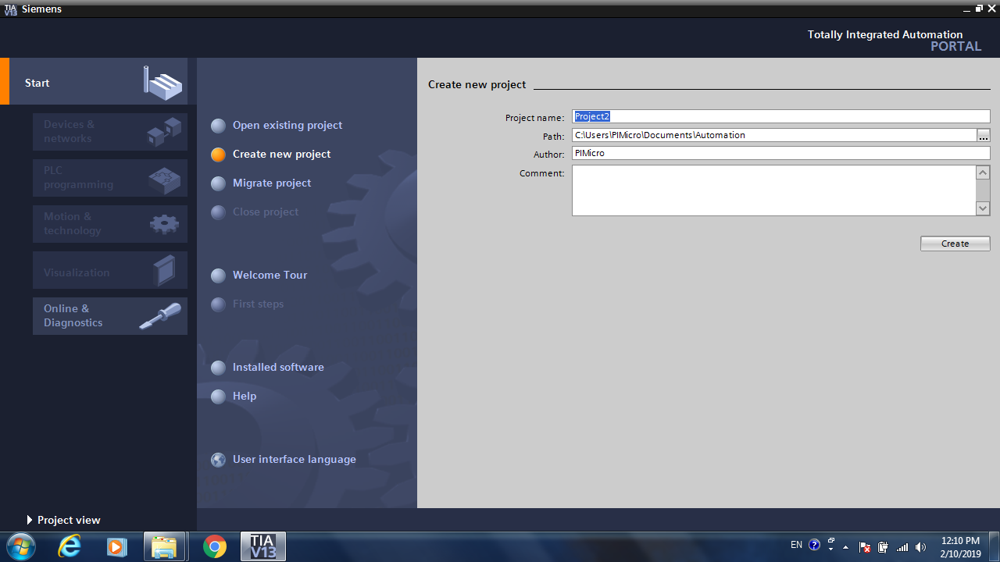 TIA
V13
Siemens
Totally Integrated Automation
PORTAL
Start
Devices &
networks
PLC
programming
Motion &
technology
Visualization
Online &
Diagnostics
Open existing project
Create new project
Migrate project
Close project
Welcome Tour
First steps
Installed software
Help
User interface language
Create new project
Project name: Project2
Path: C:\Users\PIMicro\Documents\Automation
...
Author: PIMicro
Comment:
Create
Project view
TIA
V13
EN
12:10 PM
2/10/2019